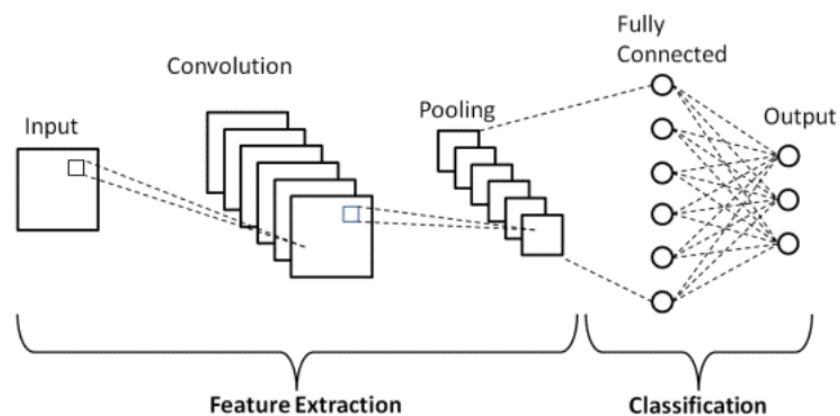 Input
Convolution
Pooling
Fully
Connected
Output
Feature Extraction
Classification